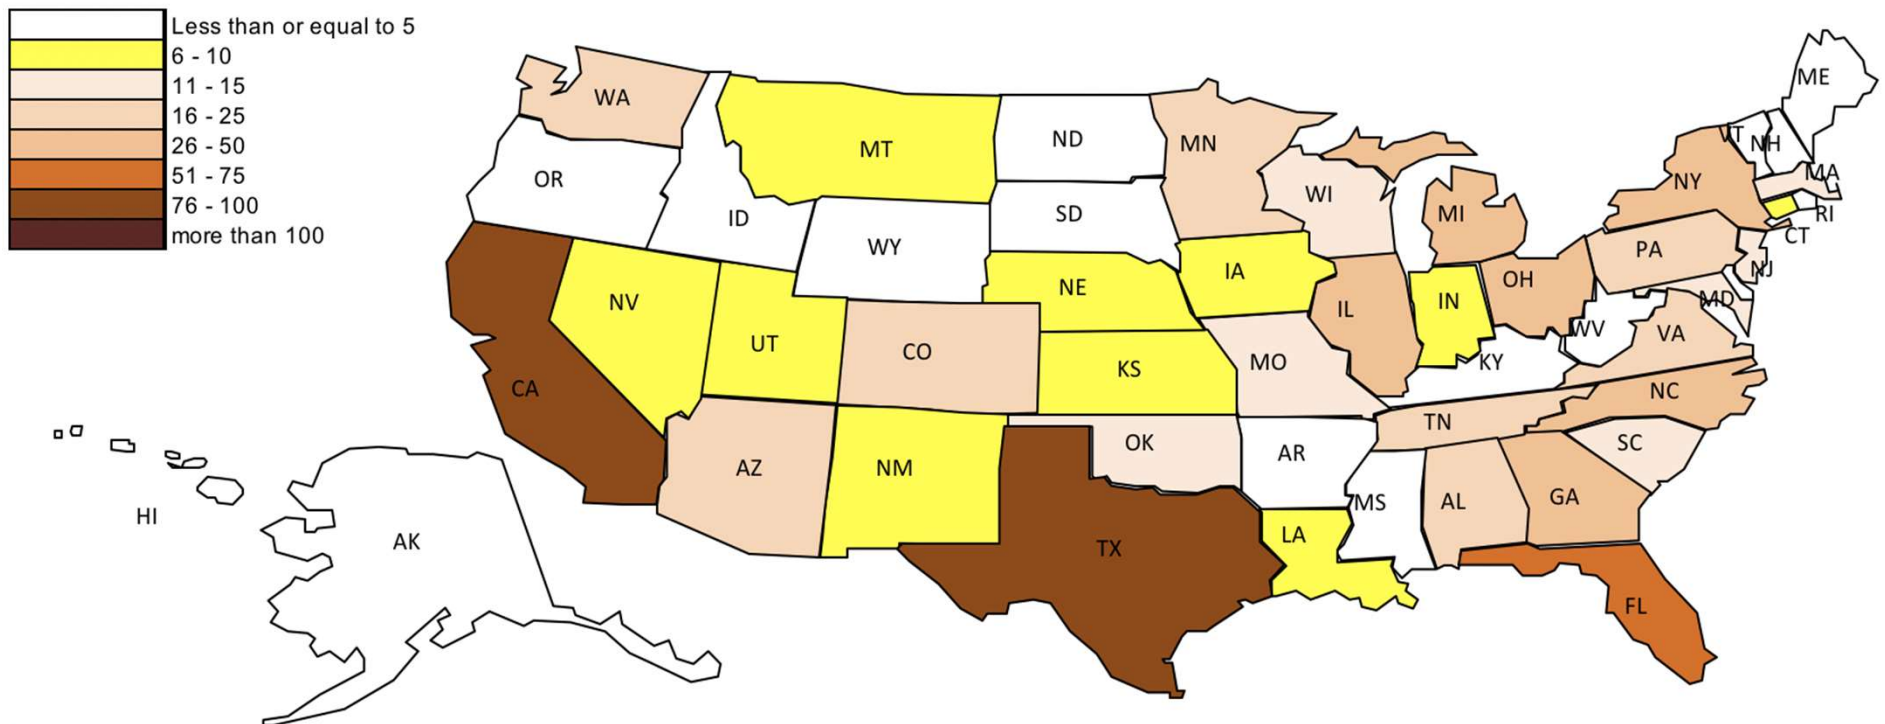 Less than or equal to 5
6 - 10
11 - 15
16 - 25
26 - 50
51 - 75
76 - 100
more than 100
ME
WA
ND
MT
MN
VT
NH
MA
OR
NY
WI
ID
SD
MI
RI
CT
WY
PA
NJ
IA
OH
NE
MD
NV
IN
IL
WV
VA
UT
CO
KY
MO
KS
CA
NC
TN
OK
SC
AR
AZ
NM
MS
AL
GA
HI
LA
AK
TX
FL